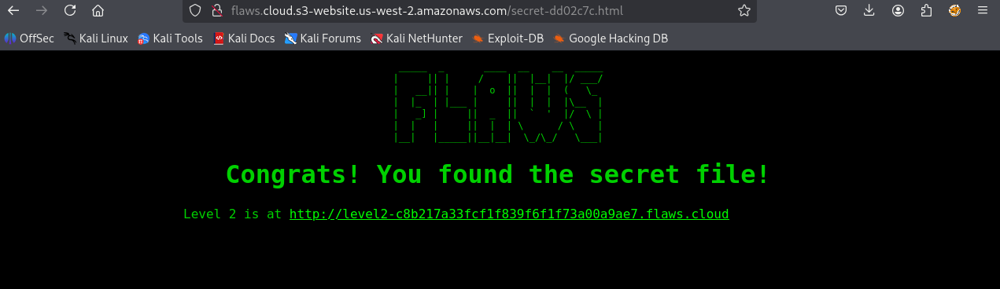 flaws.cloud.s3-website.us-west-2.amazonaws.com/secret-dd02c7c.html
OffSec Kali Linux Kali Tools Kali Docs Kali Forums Kali NetHunter Exploit-DB Google Hacking DB
FLAWS
Congrats! You found the secret file!
Level 2 is at http://level2-c8b217a33fcf1f839f6f1f73a00a9ae7.flaws.cloud